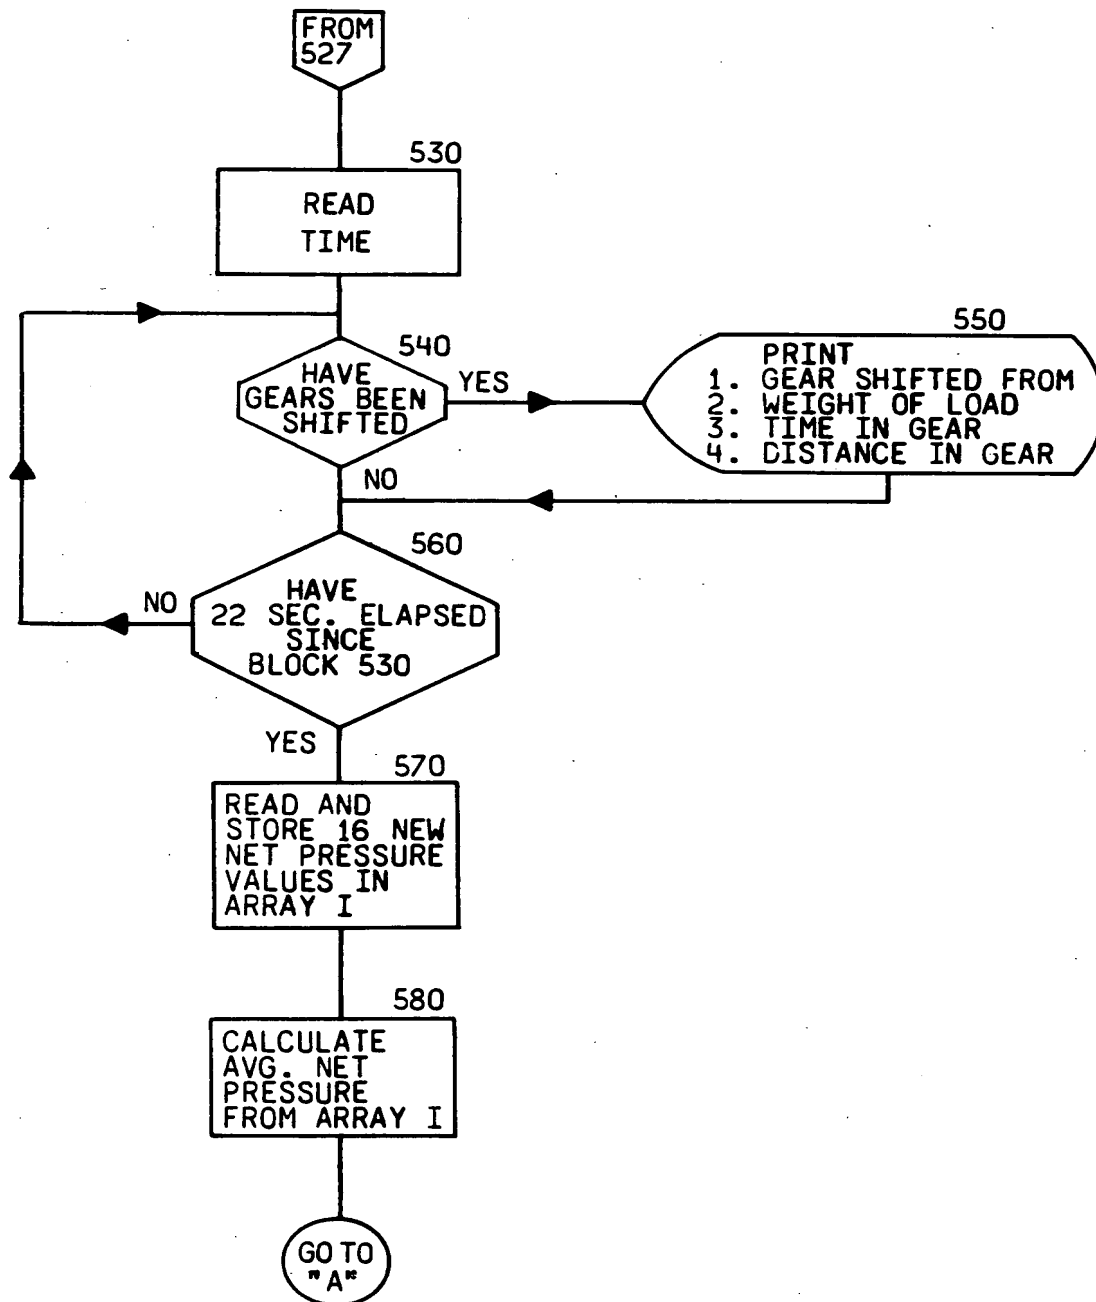 FROM
527
530
READ
TIME
540
HAVE
GEARS BEEN
SHIFTED
YES
NO
550
PRINT
1. GEAR SHIFTED FROM
2. WEIGHT OF LOAD
3. TIME IN GEAR
4. DISTANCE IN GEAR
560
HAVE
22 SEC. ELAPSED
SINCE
BLOCK 530
NO
YES
570
READ AND
STORE 16 NEW
NET PRESSURE
VALUES IN
ARRAY I
580
CALCULATE
AVG. NET
PRESSURE
FROM ARRAY I
GO TO
"A"